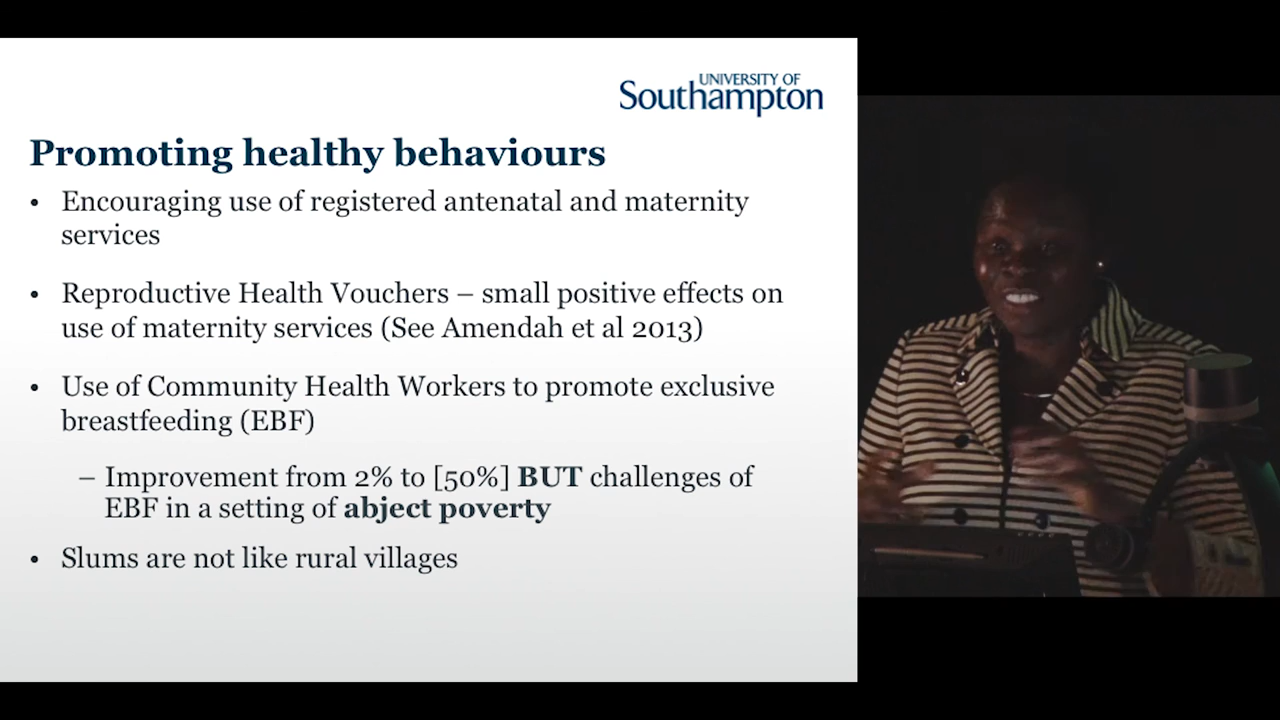 UNIVERSITY OF
Southampton
Promoting healthy behaviours
• Encouraging use of registered antenatal and maternity
services
• Reproductive Health Vouchers – small positive effects on
use of maternity services (See Amendah et al 2013)
• Use of Community Health Workers to promote exclusive
breastfeeding (EBF)
– Improvement from 2% to [50%] BUT challenges of
EBF in a setting of abject poverty
• Slums are not like rural villages